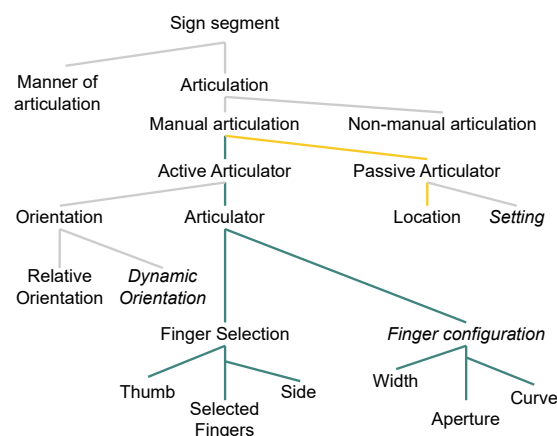 Sign segment
Manner of
articulation
Articulation
Manual articulation
Non-manual articulation
Active Articulator
Passive Articulator
Orientation
Articulator
Location
Setting
Relative
Orientation
Dynamic
Orientation
Finger Selection
Finger configuration
Thumb
Selected
Fingers
Side
Width
Aperture
Curve